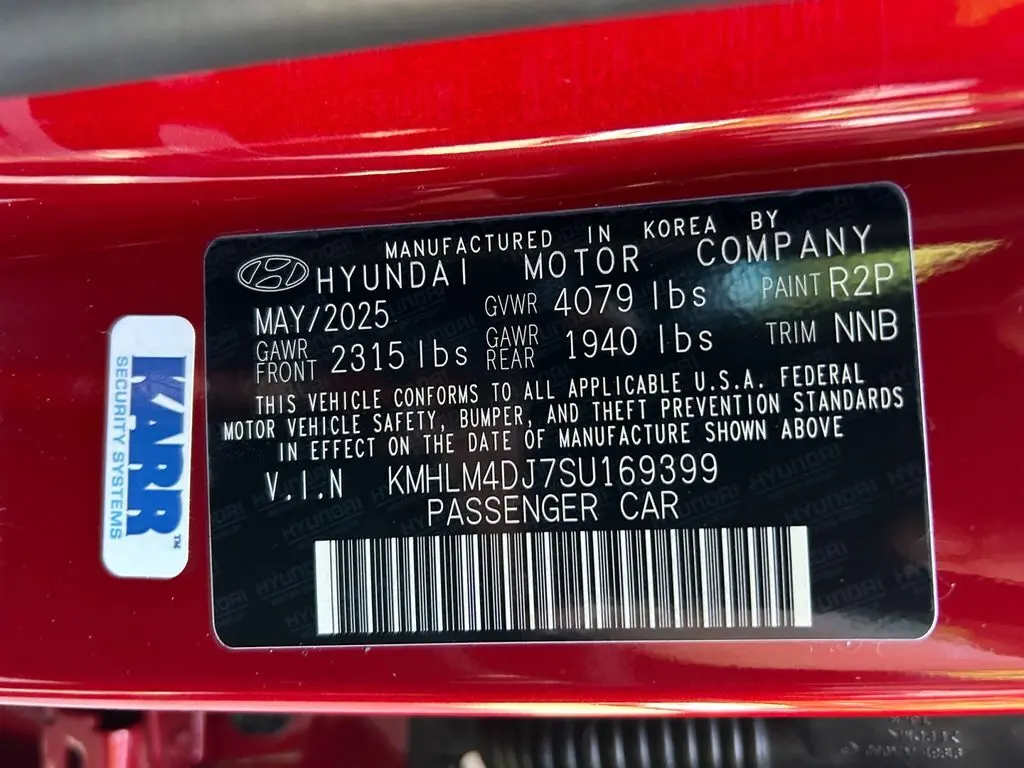 MANUFACTURED IN KOREA BY
HYUNDAI MOTOR COMPANY
MAY/2025 GVWR 4079 lbs PAINT R2P
GAWR FRONT 2315 lbs GAWR REAR 1940 lbs TRIM NNB
THIS VEHICLE CONFORMS TO ALL APPLICABLE U.S.A. FEDERAL
MOTOR VEHICLE SAFETY, BUMPER, AND THEFT PREVENTION STANDARDS
IN EFFECT ON THE DATE OF MANUFACTURE SHOWN ABOVE
V.I.N KMHLM4DJ7SU169399
PASSENGER CAR
KARR™
SECURITY SYSTEMS